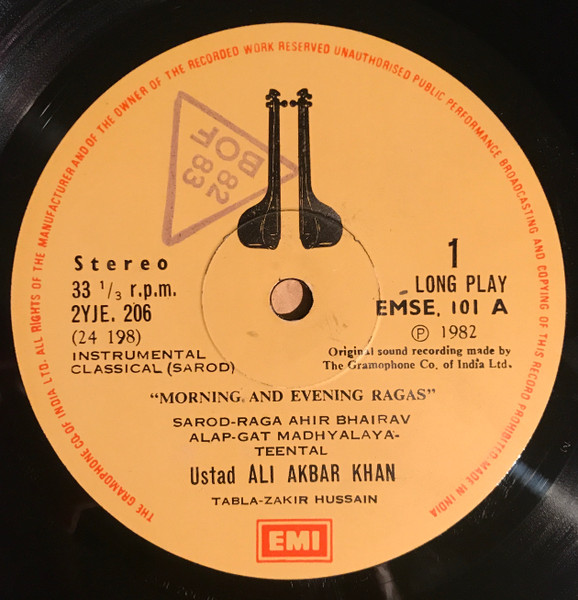 THE GRAMOPHONE CO. OF INDIA LTD. ALL RIGHTS OF THE MANUFACTURER AND OF THE OWNER OF THE RECORDED WORK RESERVED UNAUTHORISED PUBLIC PERFORMANCE BROADCASTING AND COPYING OF THIS RECORD PROHIBITED MADE IN INDIA
82
83
BOF
Stereo
33 1/3 r.p.m.
2YJE. 206
(24 198)
INSTRUMENTAL
CLASSICAL (SAROD)
1
LONG PLAY
EMSE. 101 A
Ⓟ 1982
Original sound recording made by
The Gramophone Co. of India Ltd.
"MORNING AND EVENING RAGAS"
SAROD-RAGA AHIR BHAIRAV
ALAP-GAT MADHYALAYA-
TEENTAL
Ustad ALI AKBAR KHAN
TABLA-ZAKIR HUSSAIN
EMI